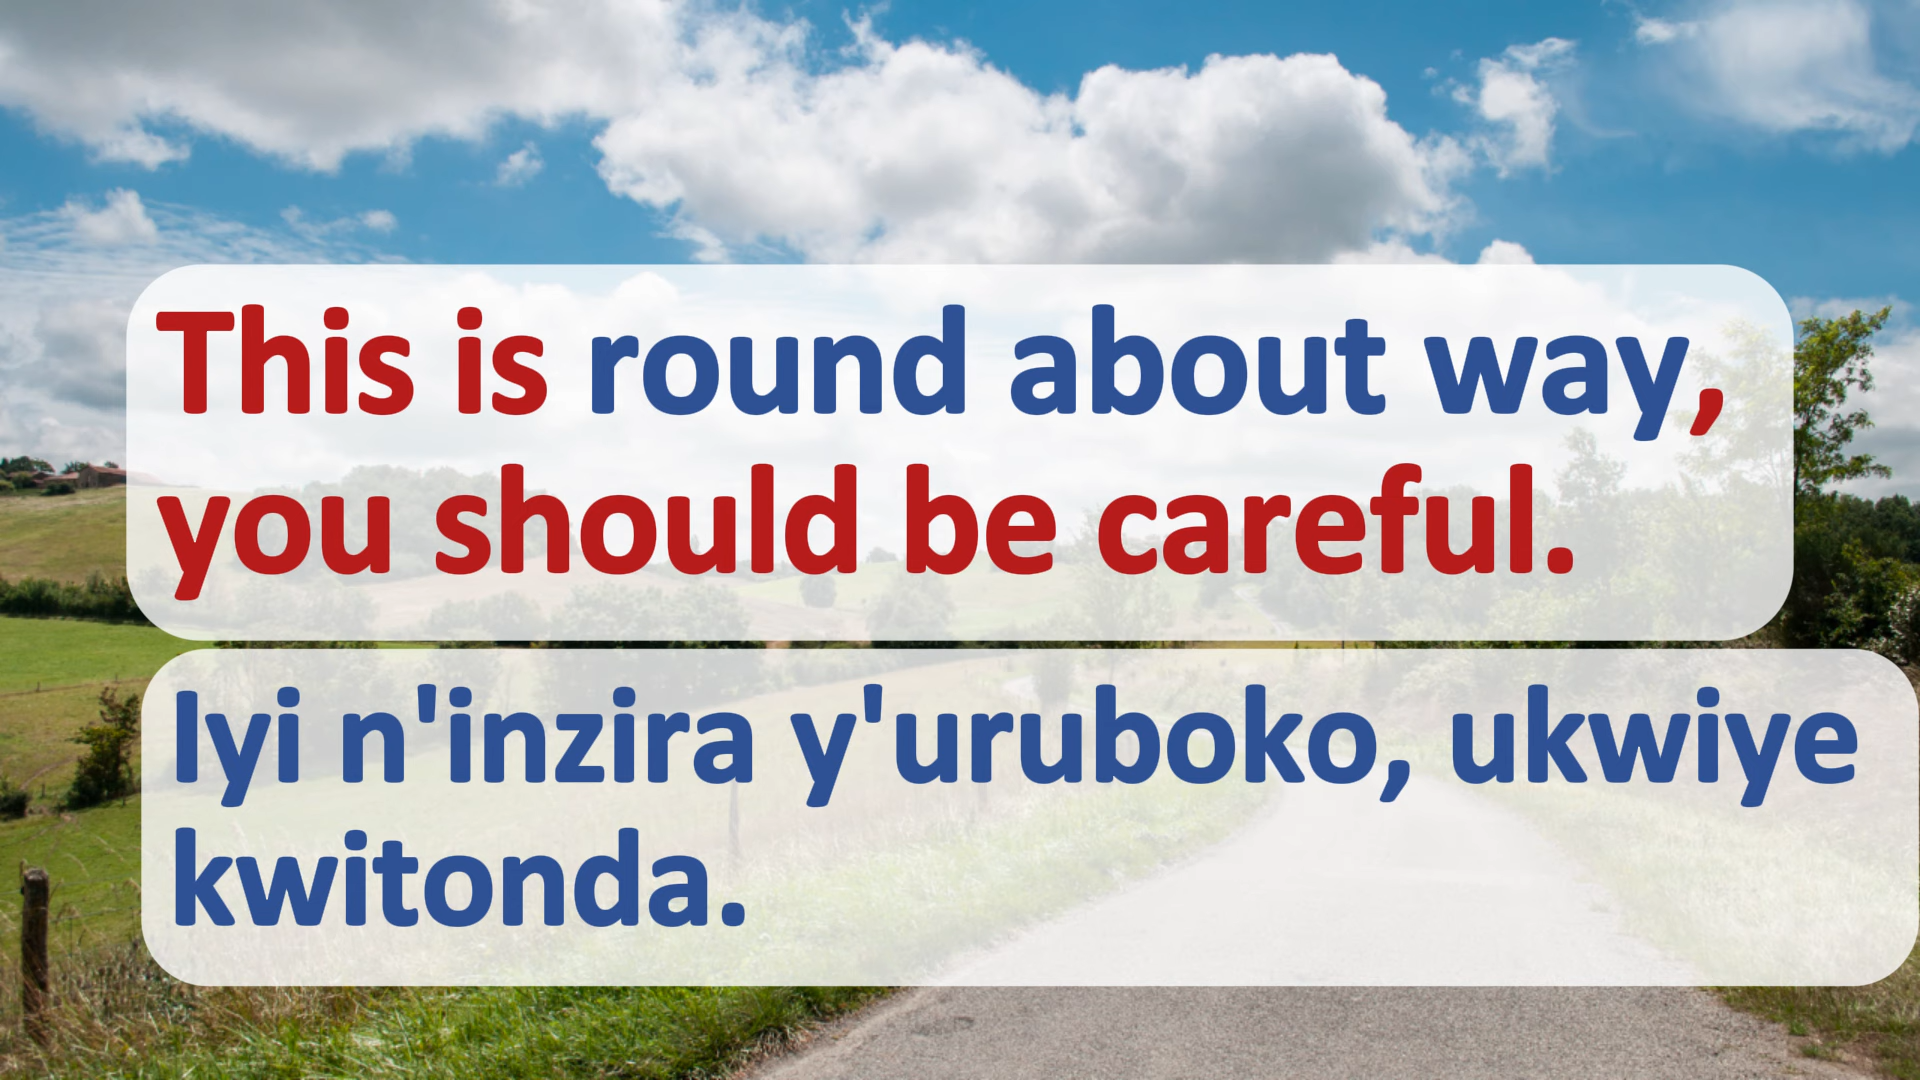 This is round about way,
you should be careful.
Iyi n'inzira y'uruboko, ukwiye
kwitonda.